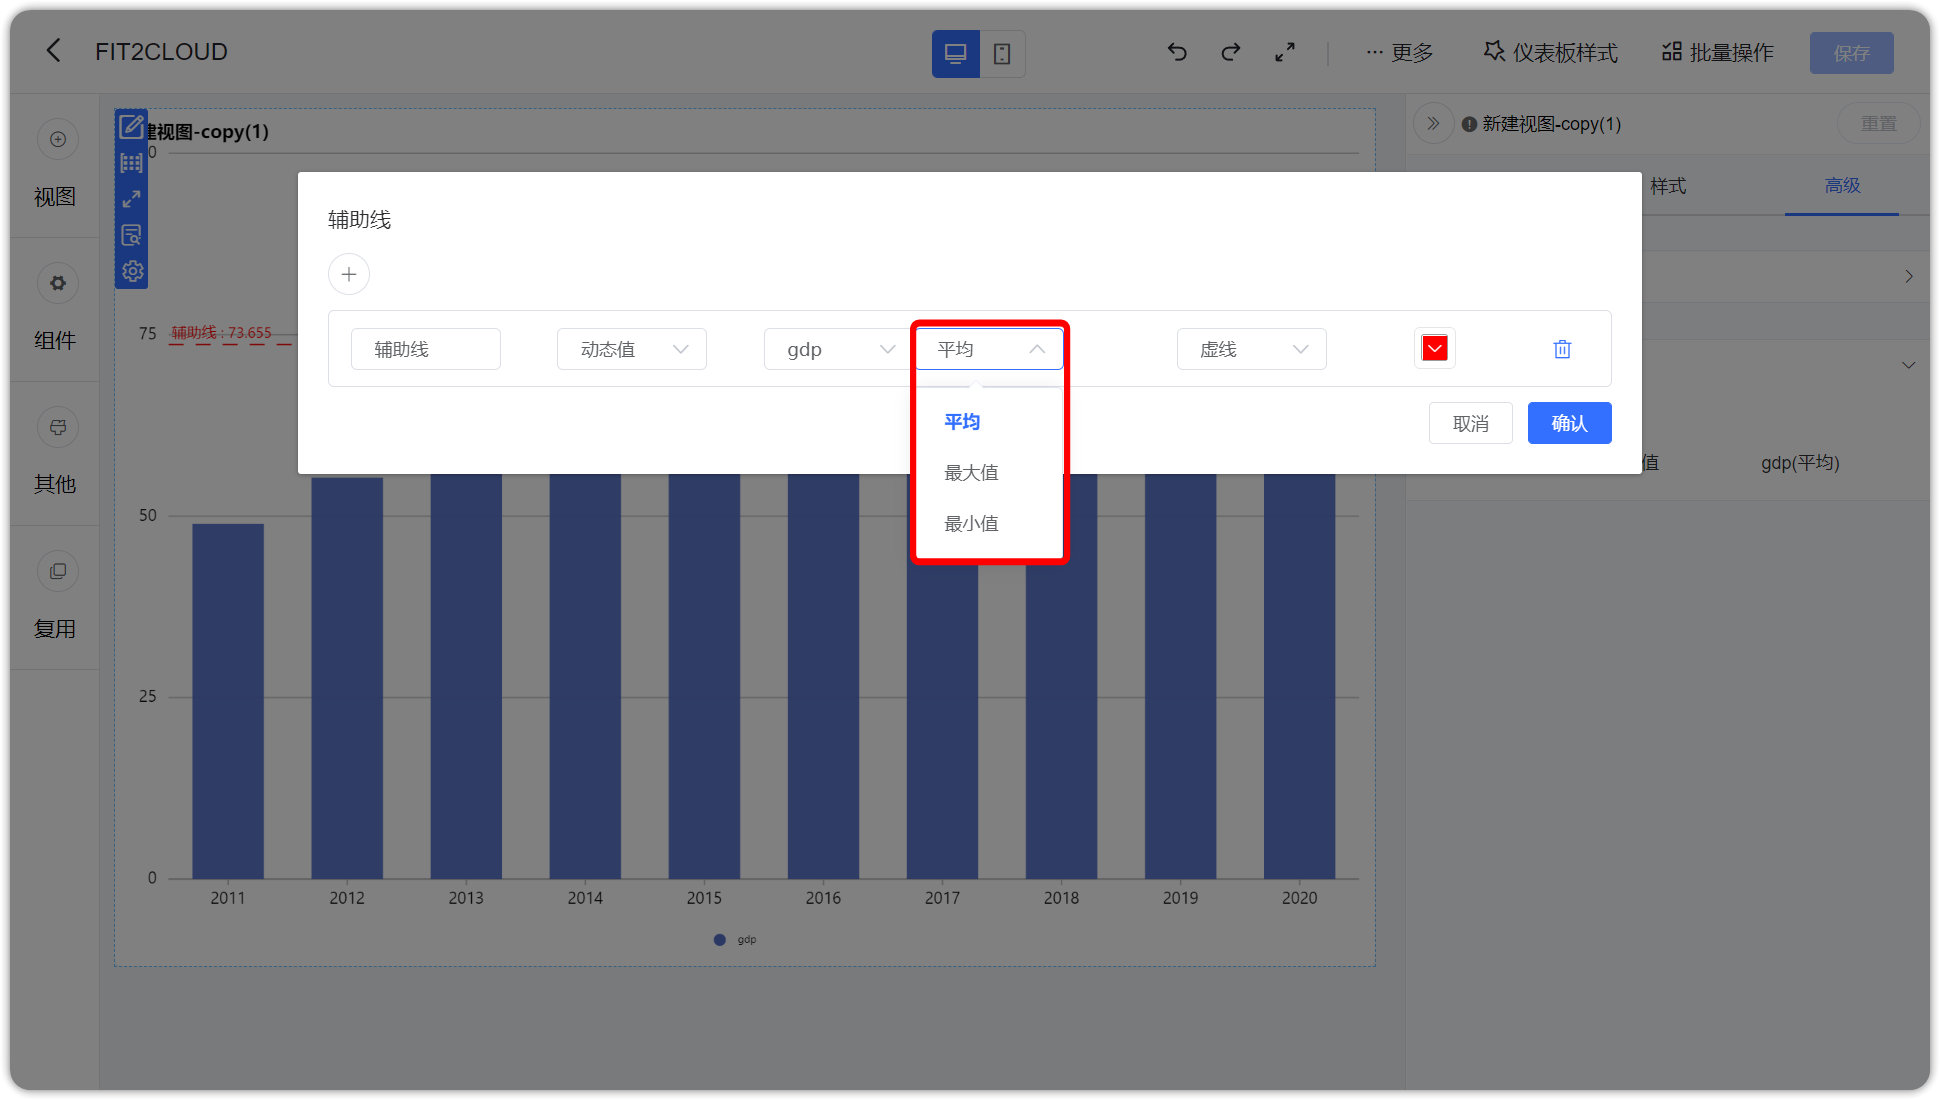 FIT2CLOUD
更多
仪表板样式
批量操作
保存
视图
组件
其他
复用
建视图-copy(1)
0
75
辅助线 : 73.655
50
25
0
2011
2012
2013
2014
2015
2016
2017
2018
2019
2020
gdp
辅助线
辅助线
动态值
gdp
平均
虚线
平均
最大值
最小值
取消
确认
新建视图-copy(1)
重置
样式
高级
值
gdp(平均)